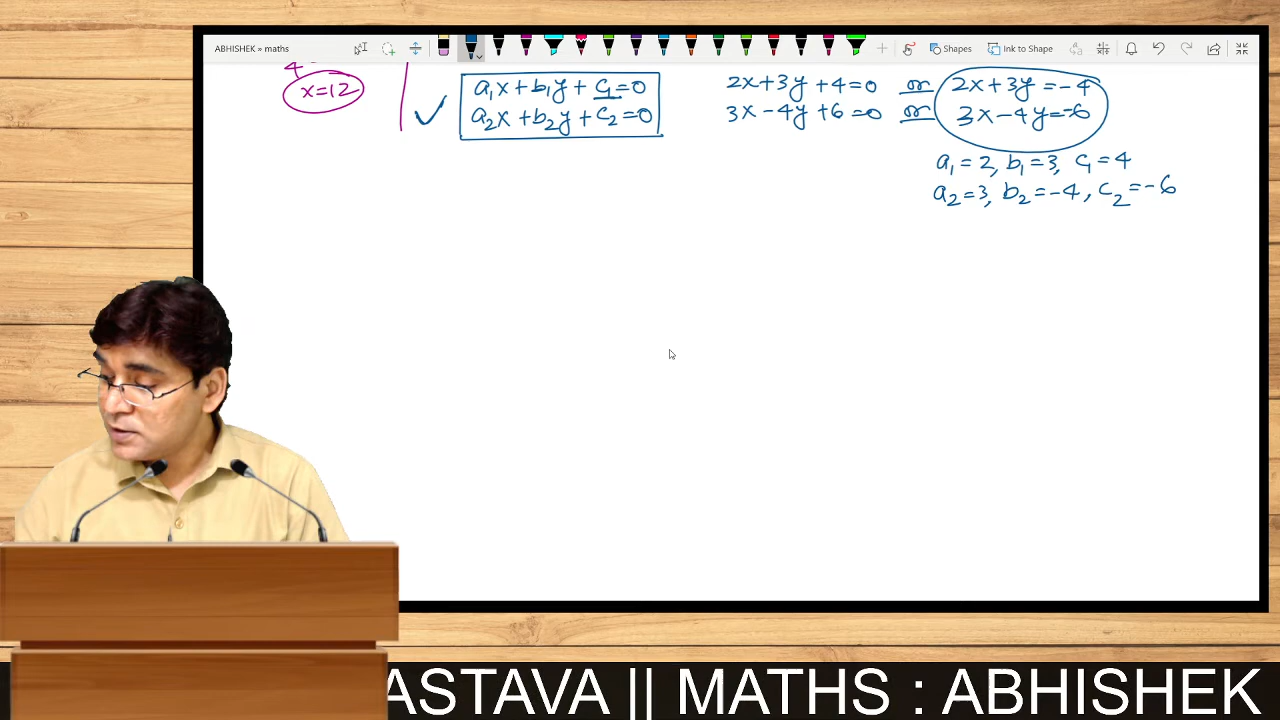 ABHISHEK » maths
Shapes
Ink to Shape
x=12
a₁x+b₁y+c₁=0
a₂x+b₂y+c₂=0
2x+3y+4=0 or 2x+3y=-4
3x-4y+6=0 or 3x-4y=-6
a₁=2, b₁=3, c₁=4
a₂=3, b₂=-4, c₂=-6
ASTAVA || MATHS : ABHISHEK